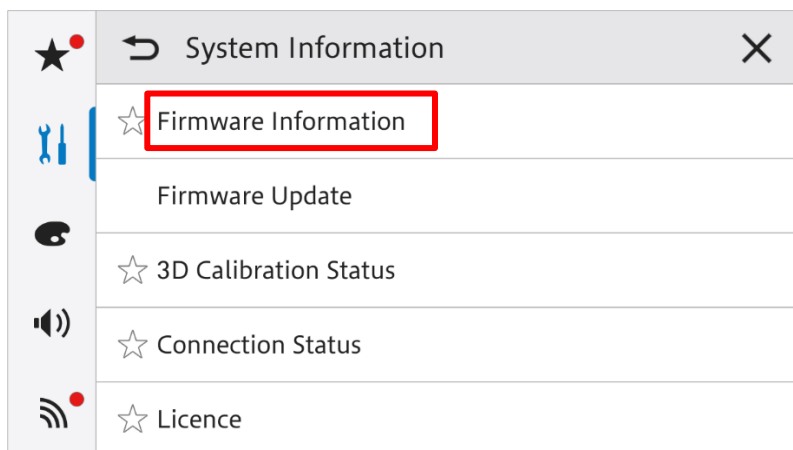 System Information
Firmware Information
Firmware Update
3D Calibration Status
Connection Status
Licence